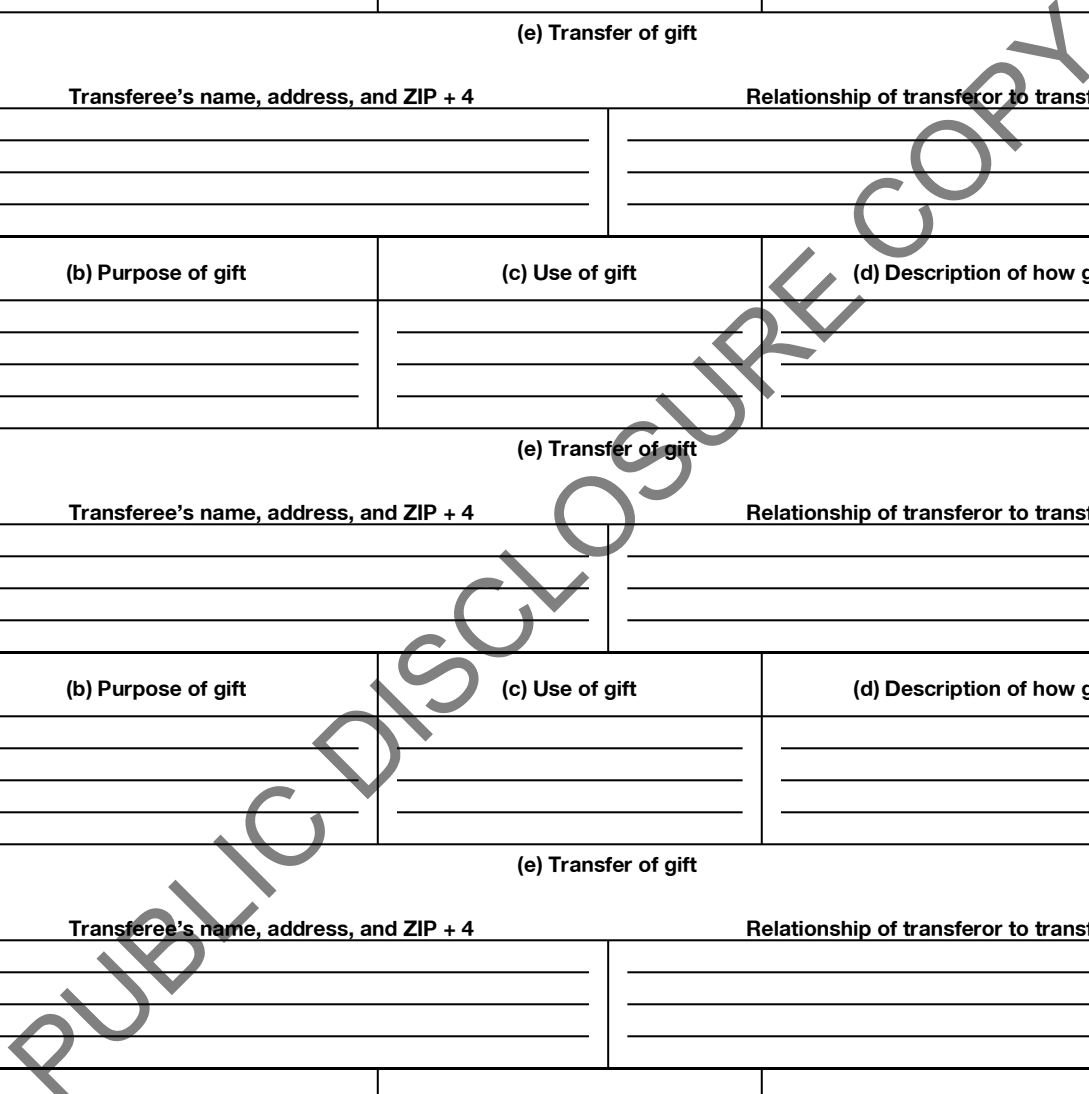 (e) Transfer of gift
Transferee's name, address, and ZIP + 4 Relationship of transferor to transf
(b) Purpose of gift (c) Use of gift (d) Description of how g
(e) Transfer of gift
Transferee's name, address, and ZIP + 4 Relationship of transferor to transf
(b) Purpose of gift (c) Use of gift (d) Description of how g
(e) Transfer of gift
Transferee's name, address, and ZIP + 4 Relationship of transferor to transf
PUBLIC DISCLOSURE COPY